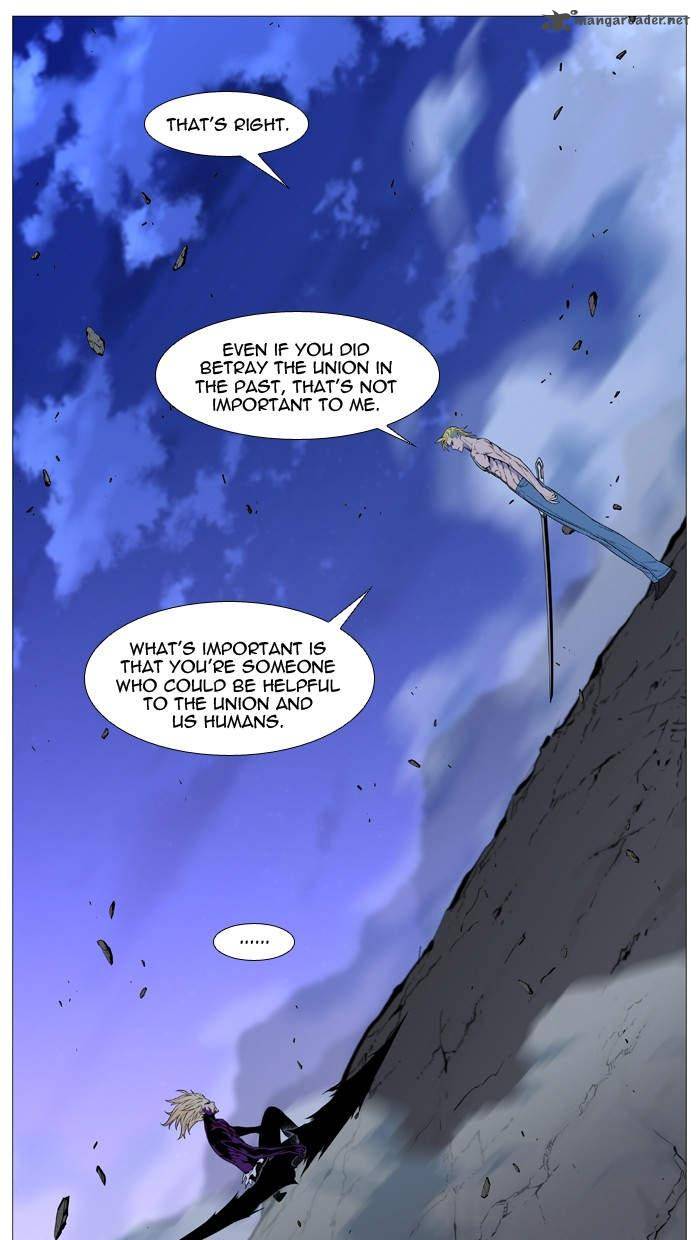 mangareader.net
THAT'S RIGHT.
EVEN IF YOU DID
BETRAY THE UNION IN
THE PAST, THAT'S NOT
IMPORTANT TO ME.
WHAT'S IMPORTANT IS
THAT YOU'RE SOMEONE
WHO COULD BE HELPFUL
TO THE UNION AND
US HUMANS.
......